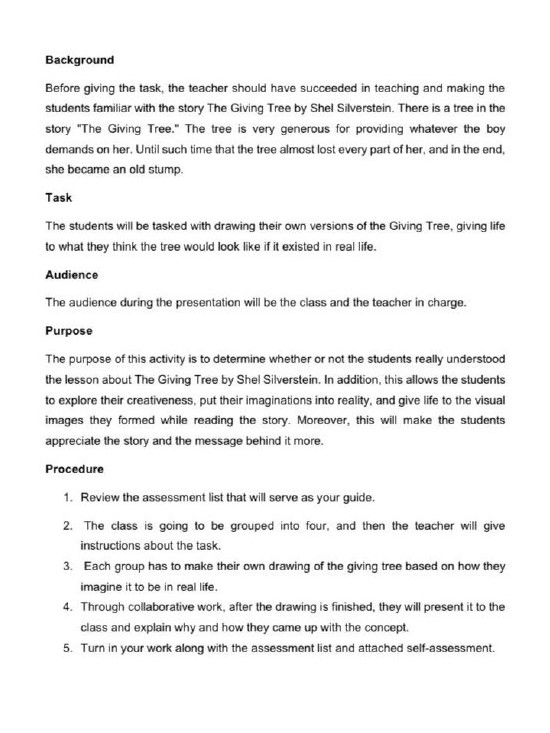 Background
Before giving the task, the teacher should have succeeded in teaching and making the
students familiar with the story The Giving Tree by Shel Silverstein. There is a tree in the
story "The Giving Tree." The tree is very generous for providing whatever the boy
demands on her. Until such time that the tree almost lost every part of her, and in the end,
she became an old stump.
Task
The students will be tasked with drawing their own versions of the Giving Tree, giving life
to what they think the tree would look like if it existed in real life.
Audience
The audience during the presentation will be the class and the teacher in charge.
Purpose
The purpose of this activity is to determine whether or not the students really understood
the lesson about The Giving Tree by Shel Silverstein. In addition, this allows the students
to explore their creativeness, put their imaginations into reality, and give life to the visual
images they formed while reading the story. Moreover, this will make the students
appreciate the story and the message behind it more.
Procedure
1. Review the assessment list that will serve as your guide.
2. The class is going to be grouped into four, and then the teacher will give
instructions about the task.
3. Each group has to make their own drawing of the giving tree based on how they
imagine it to be in real life.
4. Through collaborative work, after the drawing is finished, they will present it to the
class and explain why and how they came up with the concept.
5. Turn in your work along with the assessment list and attached self-assessment.